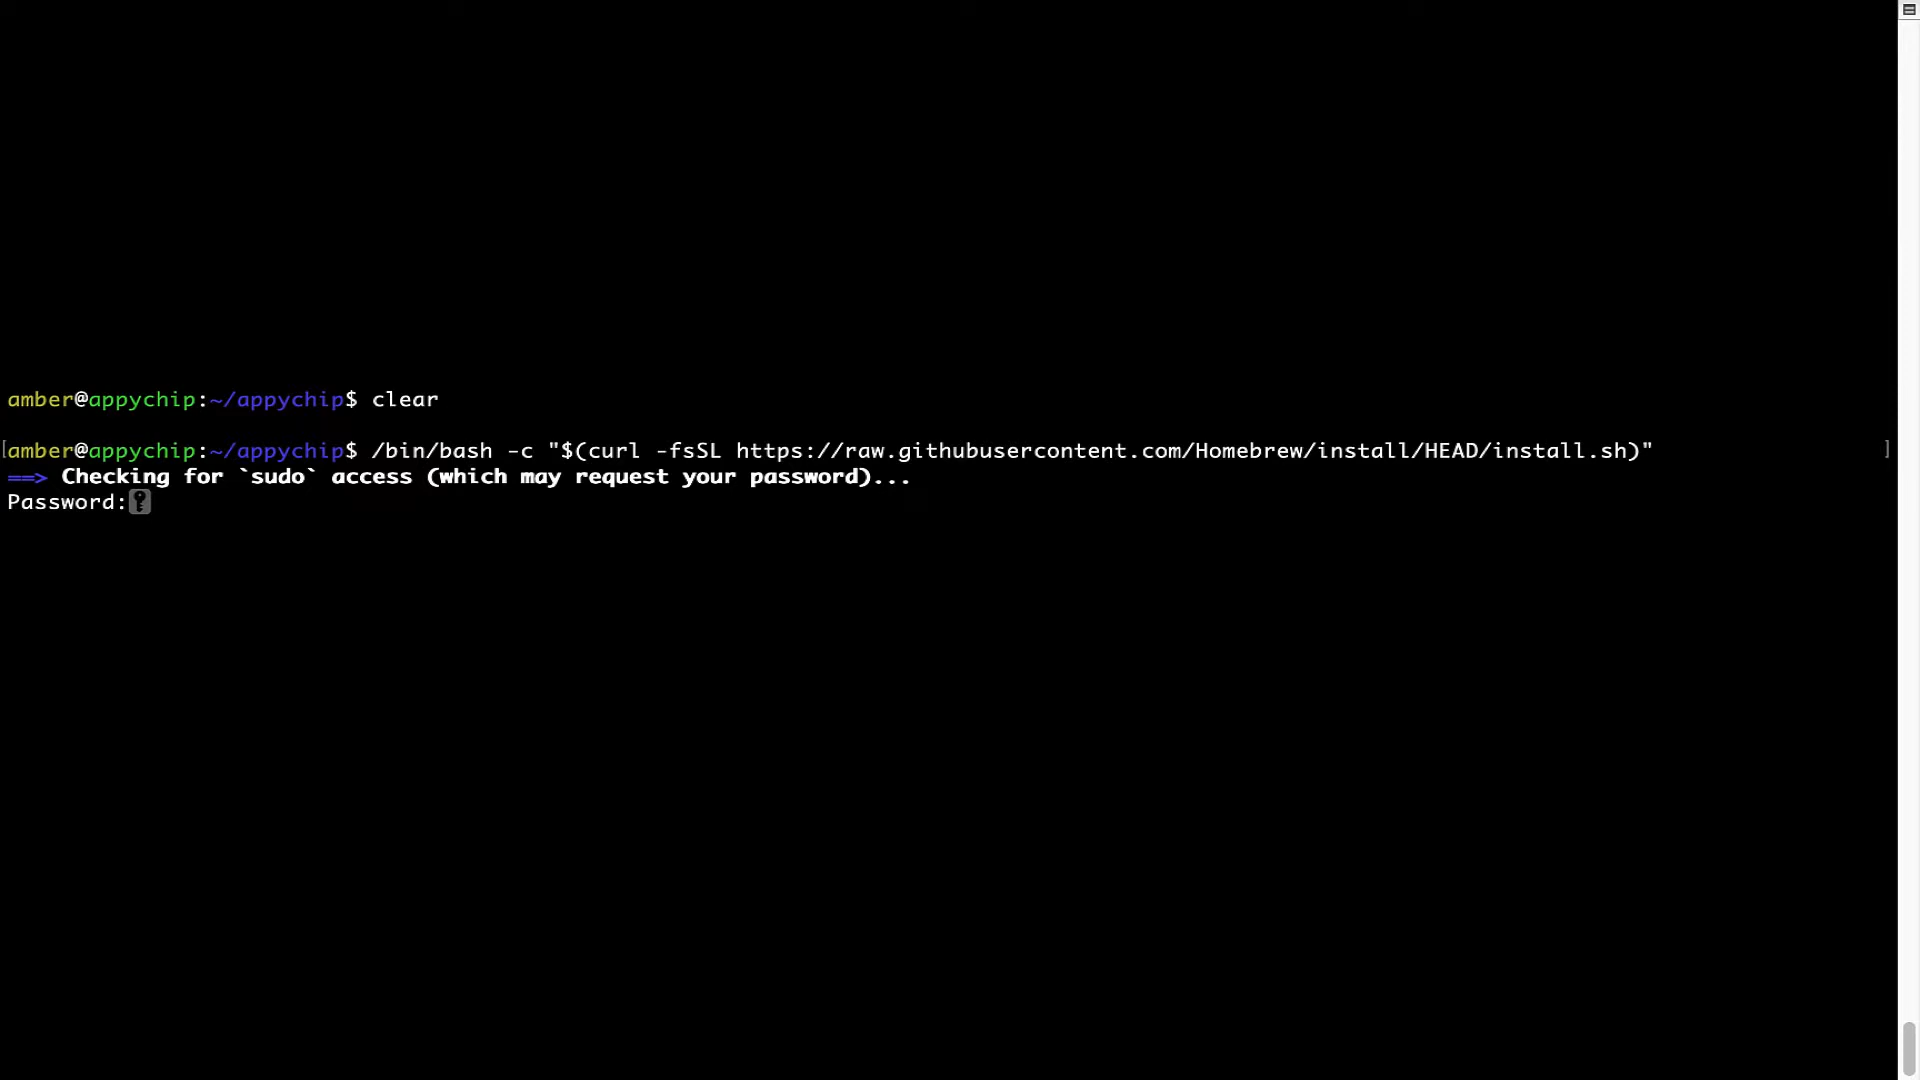 amber@appychip:~/appychip$ clear
[amber@appychip:~/appychip$ /bin/bash -c "$(curl -fsSL https://raw.githubusercontent.com/Homebrew/install/HEAD/install.sh)" ]
==> Checking for `sudo` access (which may request your password)...
Password: